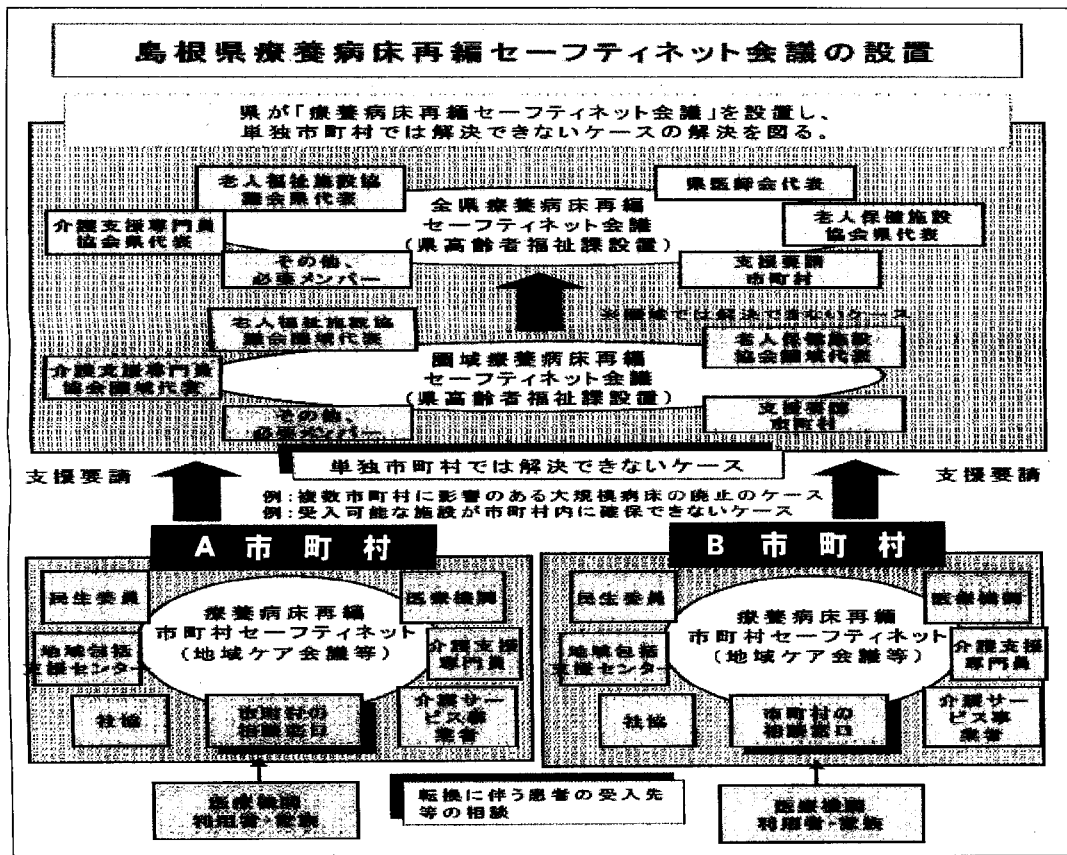 島根県療養病床再編セーフティネット会議の設置
県が「療養病床再編セーフティネット会議」を設置し、
単独市町村では解決できないケースの解決を図る。
老人福祉施設協
議会県代表
県医師会代表
全県療養病床再編
セーフティネット会議
(県高齢者福祉課設置)
介護支援専門員
協会県代表
老人保健施設
協会県代表
その他、
必要メンバー
支援要請
市町村
※圏域では解決できないケース
老人福祉施設協
議会圏域代表
老人保健施設
協会圏域代表
圏域療養病床再編
セーフティネット会議
(県高齢者福祉課設置)
介護支援専門員
協会圏域代表
その他、
必要メンバー
支援要請
市町村
支援要請
単独市町村では解決できないケース
支援要請
例:複数市町村に影響のある大規模病床の廃止のケース
例:受入可能な施設が市町村内に確保できないケース
A市町村
民生委員
医療機関
療養病床再編
市町村セーフティネット
(地域ケア会議等)
地域包括
支援センター
介護支援
専門員
社協
市町村の
相談窓口
介護サー
ビス事
業者
医療機関
利用者・家族
B市町村
民生委員
医療機関
療養病床再編
市町村セーフティネット
(地域ケア会議等)
地域包括
支援センター
介護支援
専門員
社協
市町村の
相談窓口
介護サー
ビス事
業者
医療機関
利用者・家族
転換に伴う患者の受入先
等の相談